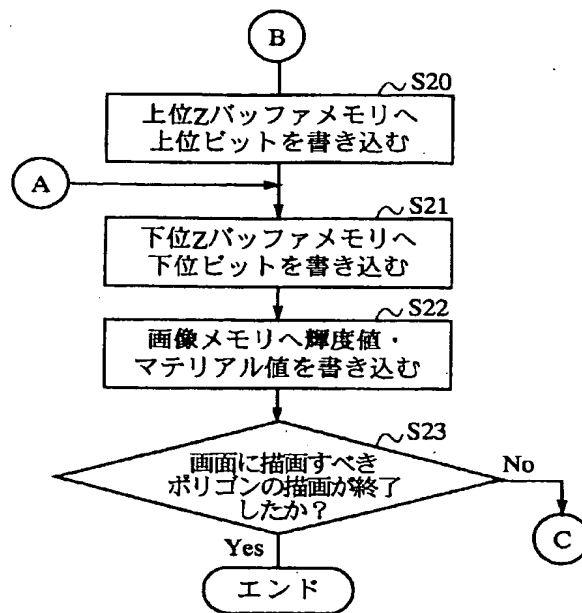 B
S20
上位Zバッファメモリへ
上位ビットを書き込む
A
S21
下位Zバッファメモリへ
下位ビットを書き込む
S22
画像メモリへ輝度値・
マテリアル値を書き込む
S23
画面に描画すべき
ポリゴンの描画が終了
したか？
No
Yes
C
エンド